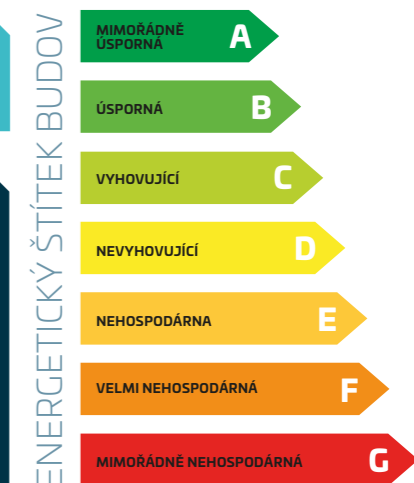 ENERGETICKÝ ŠTÍTEK BUDOV
MIMOŘÁDNĚ
ÚSPORNÁ
A
ÚSPORNÁ
B
VYHOVUJÍCÍ
C
NEVYHOVUJÍCÍ
D
NEHOSPODÁRNA
E
VELMI NEHOSPODÁRNÁ
F
MIMOŘÁDNĚ NEHOSPODÁRNÁ
G